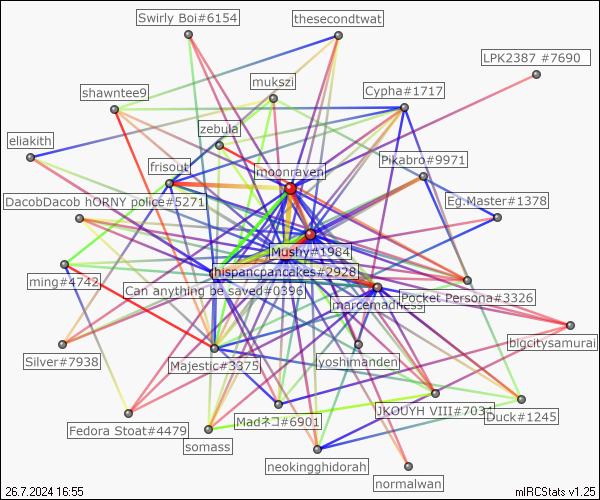 Swirly Boi#6154
thesecondtwat
LPK2387 #7690
mukszi
shawntee9
Cypha#1717
zebula
eliakith
Pikabro#9971
frisout
moonraven
DacobDacob hORNY police#5271
Eg.Master#1378
Mushy#1984
hispancpancakes#2928
ming#4742
Can anything be saved#0396
Pocket Persona#3326
marcemadness
bigcitysamurai
Silver#7938
Majestic#3375
yoshimanden
JKOUYH VIII#7034
Duck#1245
Madネコ#6901
Fedora Stoat#4479
somass
neokingghidorah
normalwan
26.7.2024 16:55
mIRCStats v1.25